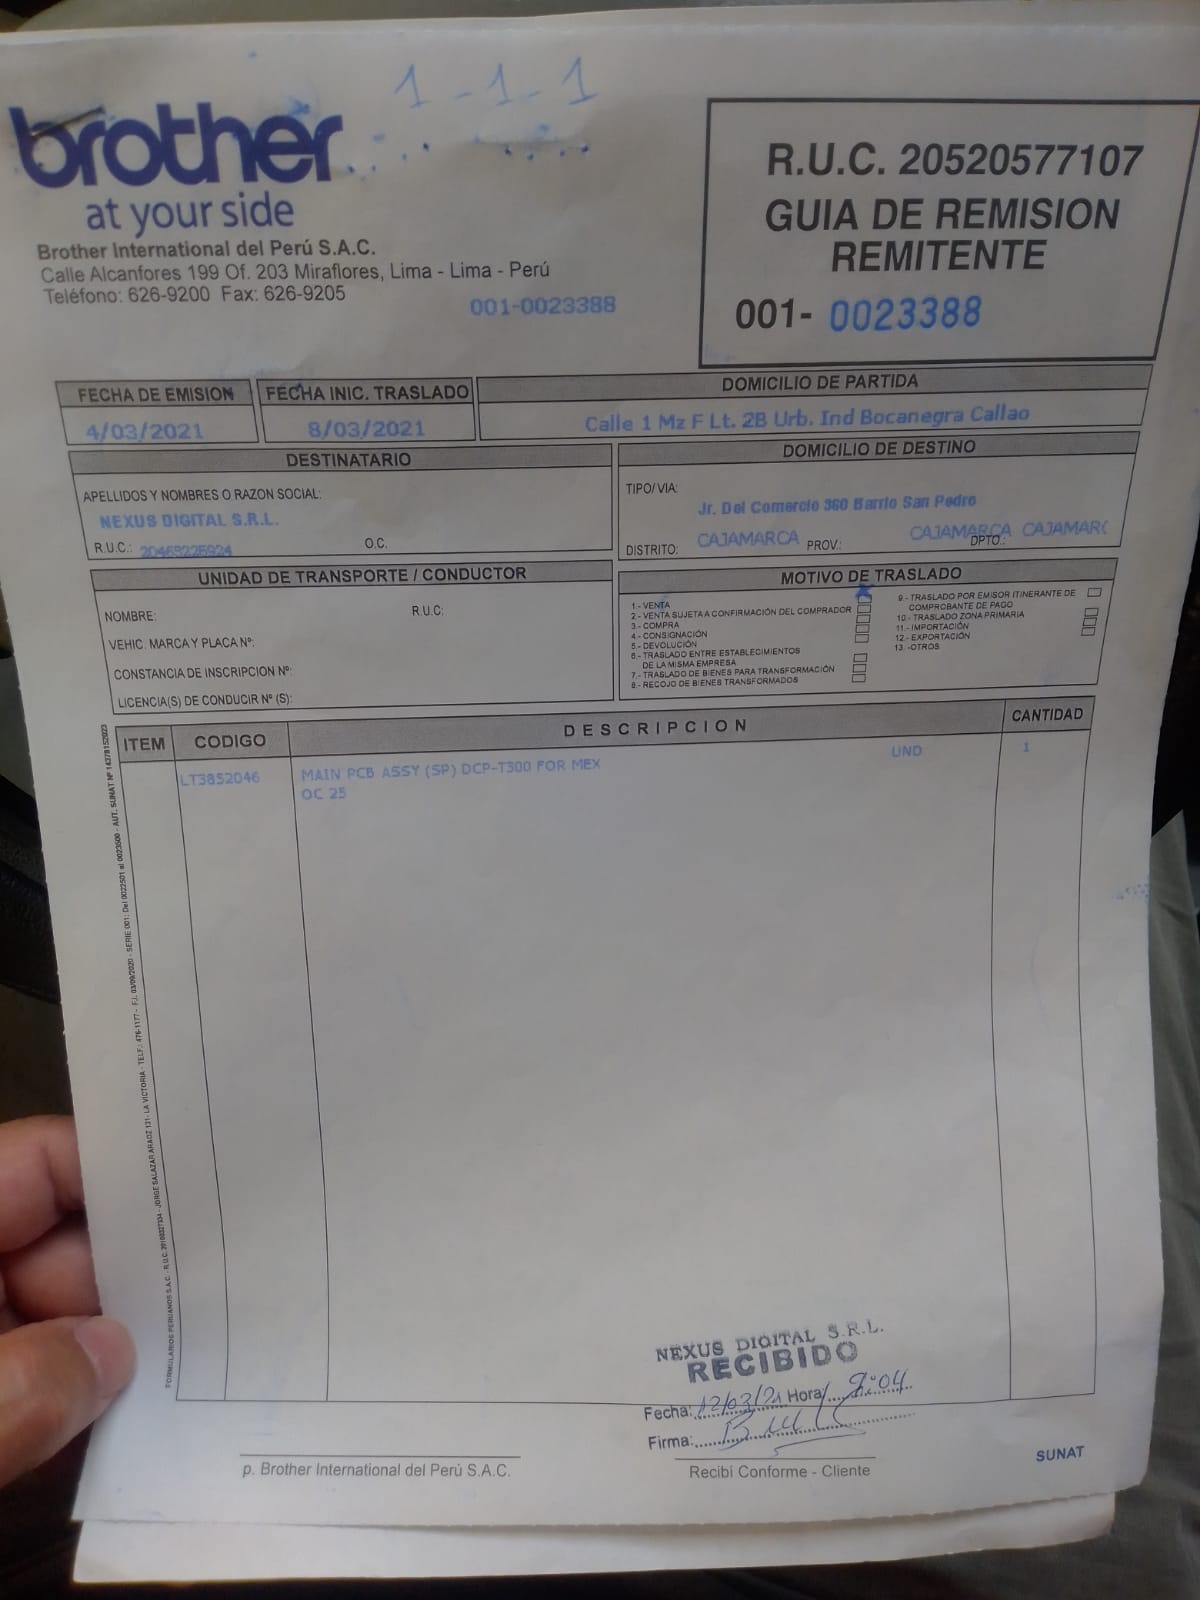 1 - 1 - 1
brother
at your side
Brother International del Perú S.A.C.
Calle Alcanfores 199 Of. 203 Miraflores, Lima - Lima - Perú
Teléfono: 626-9200 Fax: 626-9205
001-0023388
R.U.C. 20520577107
GUIA DE REMISION
REMITENTE
001- 0023388
FECHA DE EMISION
4/03/2021
FECHA INIC. TRASLADO
8/03/2021
DOMICILIO DE PARTIDA
Calle 1 Mz F Lt. 2B Urb. Ind Bocanegra Callao
DESTINATARIO
APELLIDOS Y NOMBRES O RAZON SOCIAL:
NEXUS DIGITAL S.R.L.
R.U.C.:
O.C.
DOMICILIO DE DESTINO
TIPO/VIA:
Jr. Del Comercio 360 Barrio San Pedro
DISTRITO: CAJAMARCA PROV.: CAJAMARCA DPTO.: CAJAMARC
UNIDAD DE TRANSPORTE / CONDUCTOR
NOMBRE: R.U.C:
VEHIC. MARCA Y PLACA Nº:
CONSTANCIA DE INSCRIPCION Nº:
LICENCIA(S) DE CONDUCIR Nº (S):
MOTIVO DE TRASLADO
1.- VENTA
2.- VENTA SUJETA A CONFIRMACIÓN DEL COMPRADOR
3.- COMPRA
4.- CONSIGNACIÓN
5.- DEVOLUCIÓN
6.- TRASLADO ENTRE ESTABLECIMIENTOS
DE LA MISMA EMPRESA
7.- TRASLADO DE BIENES PARA TRANSFORMACIÓN
8.- RECOJO DE BIENES TRANSFORMADOS
9.- TRASLADO POR EMISOR ITINERANTE DE
COMPROBANTE DE PAGO
10.- TRASLADO ZONA PRIMARIA
11.- IMPORTACIÓN
12.- EXPORTACIÓN
13.-OTROS
ITEM CODIGO DESCRIPCION CANTIDAD
LT3852046 MAIN PCB ASSY (SP) DCP-T300 FOR MEX UND 1
OC 25
NEXUS DIGITAL S.R.L.
RECIBIDO
Fecha: 12/03/21 Hora
Firma:
p. Brother International del Perú S.A.C.
Recibí Conforme - Cliente
SUNAT